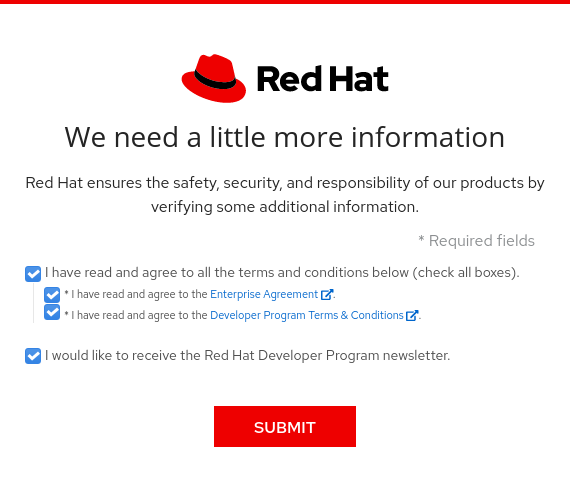 Red Hat
We need a little more information
Red Hat ensures the safety, security, and responsibility of our products by
verifying some additional information.
* Required fields
I have read and agree to all the terms and conditions below (check all boxes).
* I have read and agree to the Enterprise Agreement.
* I have read and agree to the Developer Program Terms & Conditions.
I would like to receive the Red Hat Developer Program newsletter.
SUBMIT